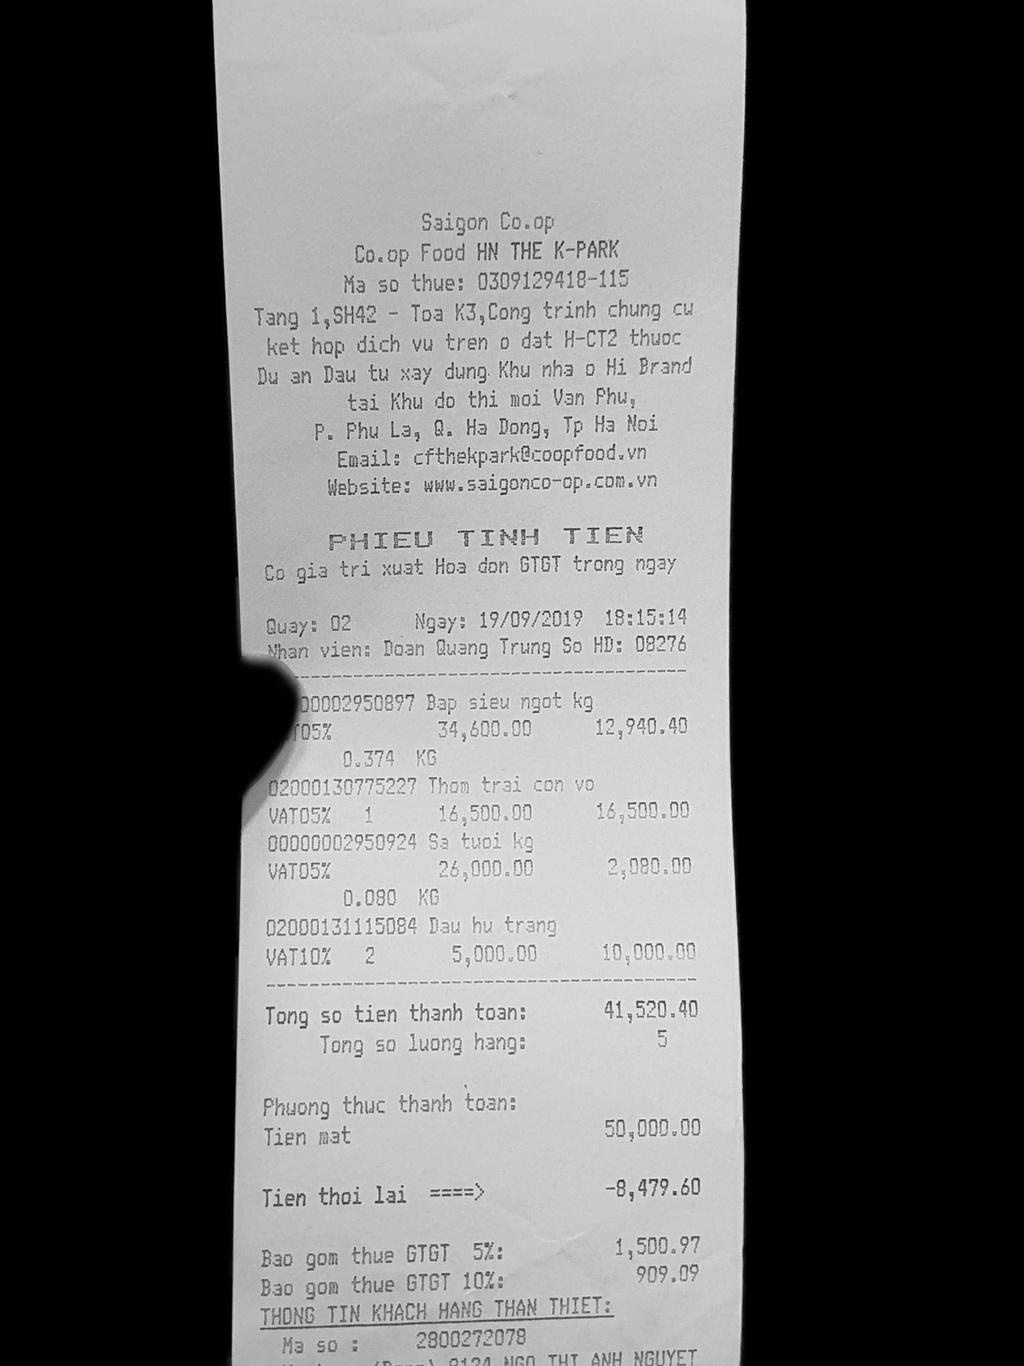 Saigon Co.op
Co.op Food HN THE K-PARK
Ma so thue: 0309129418-115
Tang 1,SH42 - Toa K3,Cong trinh chung cu
ket hop dich vu tren o dat H-CT2 thuoc
Du an Dau tu xay dung Khu nha o Hi Brand
tai Khu do thi moi Van Phu,
P. Phu La, Q. Ha Dong, Tp Ha Noi
Email: cfthekpark@coopfood.vn
Website: www.saigonco-op.com.vn
PHIEU TINH TIEN
Co gia tri xuat Hoa don GTGT trong ngay
Quay: 02 Ngay: 19/09/2019 18:15:14
Nhan vien: Doan Quang Trung So HD: 08276
00002950897 Bap sieu ngot kg
T05% 34,600.00 12,940.40
0.374 KG
02000130775227 Thom trai con vo
VAT05% 1 16,500.00 16,500.00
00000002950924 Sa tuoi kg
VAT05% 26,000.00 2,080.00
0.080 KG
02000131115084 Dau hu trang
VAT10% 2 5,000.00 10,000.00
Tong so tien thanh toan: 41,520.40
Tong so luong hang: 5
Phuong thuc thanh toan:
Tien mat 50,000.00
Tien thoi lai ====> -8,479.60
Bao gom thue GTGT 5%: 1,500.97
Bao gom thue GTGT 10%: 909.09
THONG TIN KHACH HANG THAN THIET:
Ma so : 2800272078
8124 NGO THI ANH NGUYET